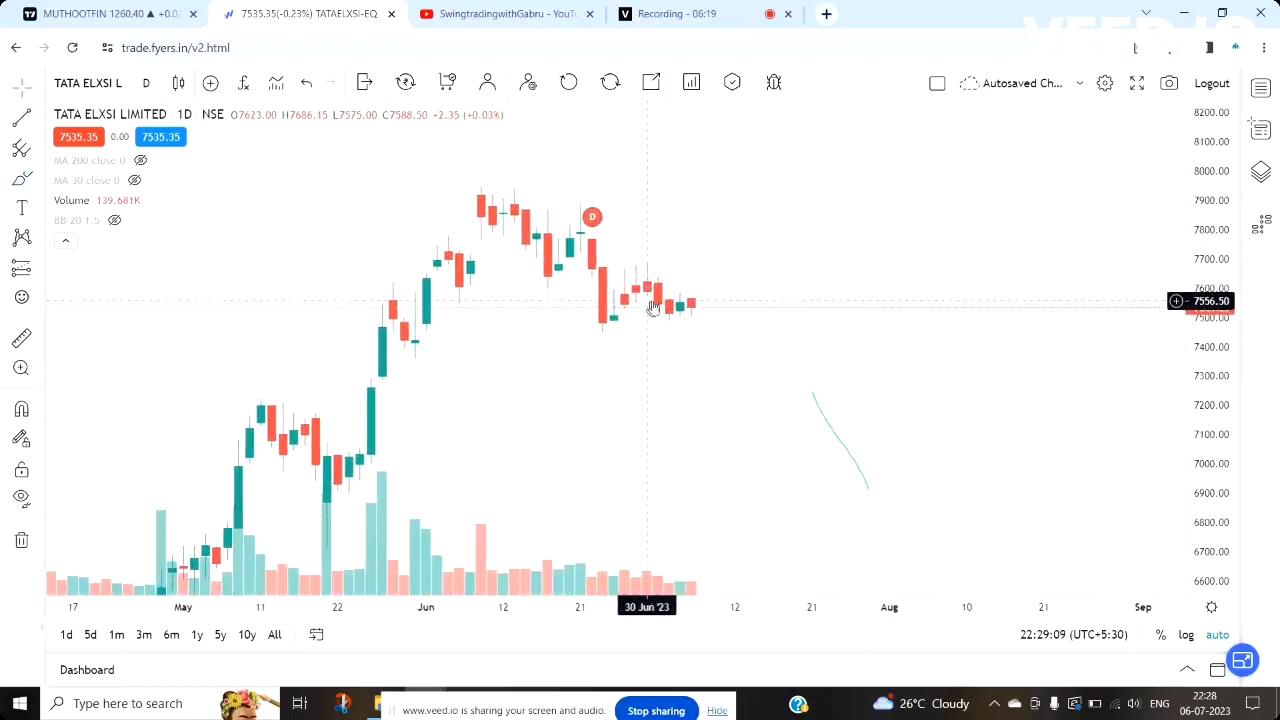 MUTHOOTFIN 1260.40 ▲ +0.0
7535.35(-0.23%) TATAELXSI-EQ
SwingtradingwithGabru - YouTu
Recording - 06:19
VEED.IO
trade.fyers.in/v2.html
TATA ELXSI L D
Autosaved Ch...
Logout
TATA ELXSI LIMITED · 1D · NSE O7623.00 H7686.15 L7575.00 C7588.50 +2.35 (+0.03%)
7535.35 0.00 7535.35
MA 200 close 0
MA 30 close 0
Volume 139.681K
BB 20 1.5
D
8200.00
8100.00
8000.00
7900.00
7800.00
7700.00
7600.00
7556.50
7500.00
7400.00
7300.00
7200.00
7100.00
7000.00
6900.00
6800.00
6700.00
6600.00
17 May 11 22 Jun 12 21 30 Jun '23 12 21 Aug 10 21 Sep
1d 5d 1m 3m 6m 1y 5y 10y All
22:29:09 (UTC+5:30) % log auto
Dashboard
Type here to search
www.veed.io is sharing your screen and audio. Stop sharing Hide
26°C Cloudy
ENG
22:28
06-07-2023